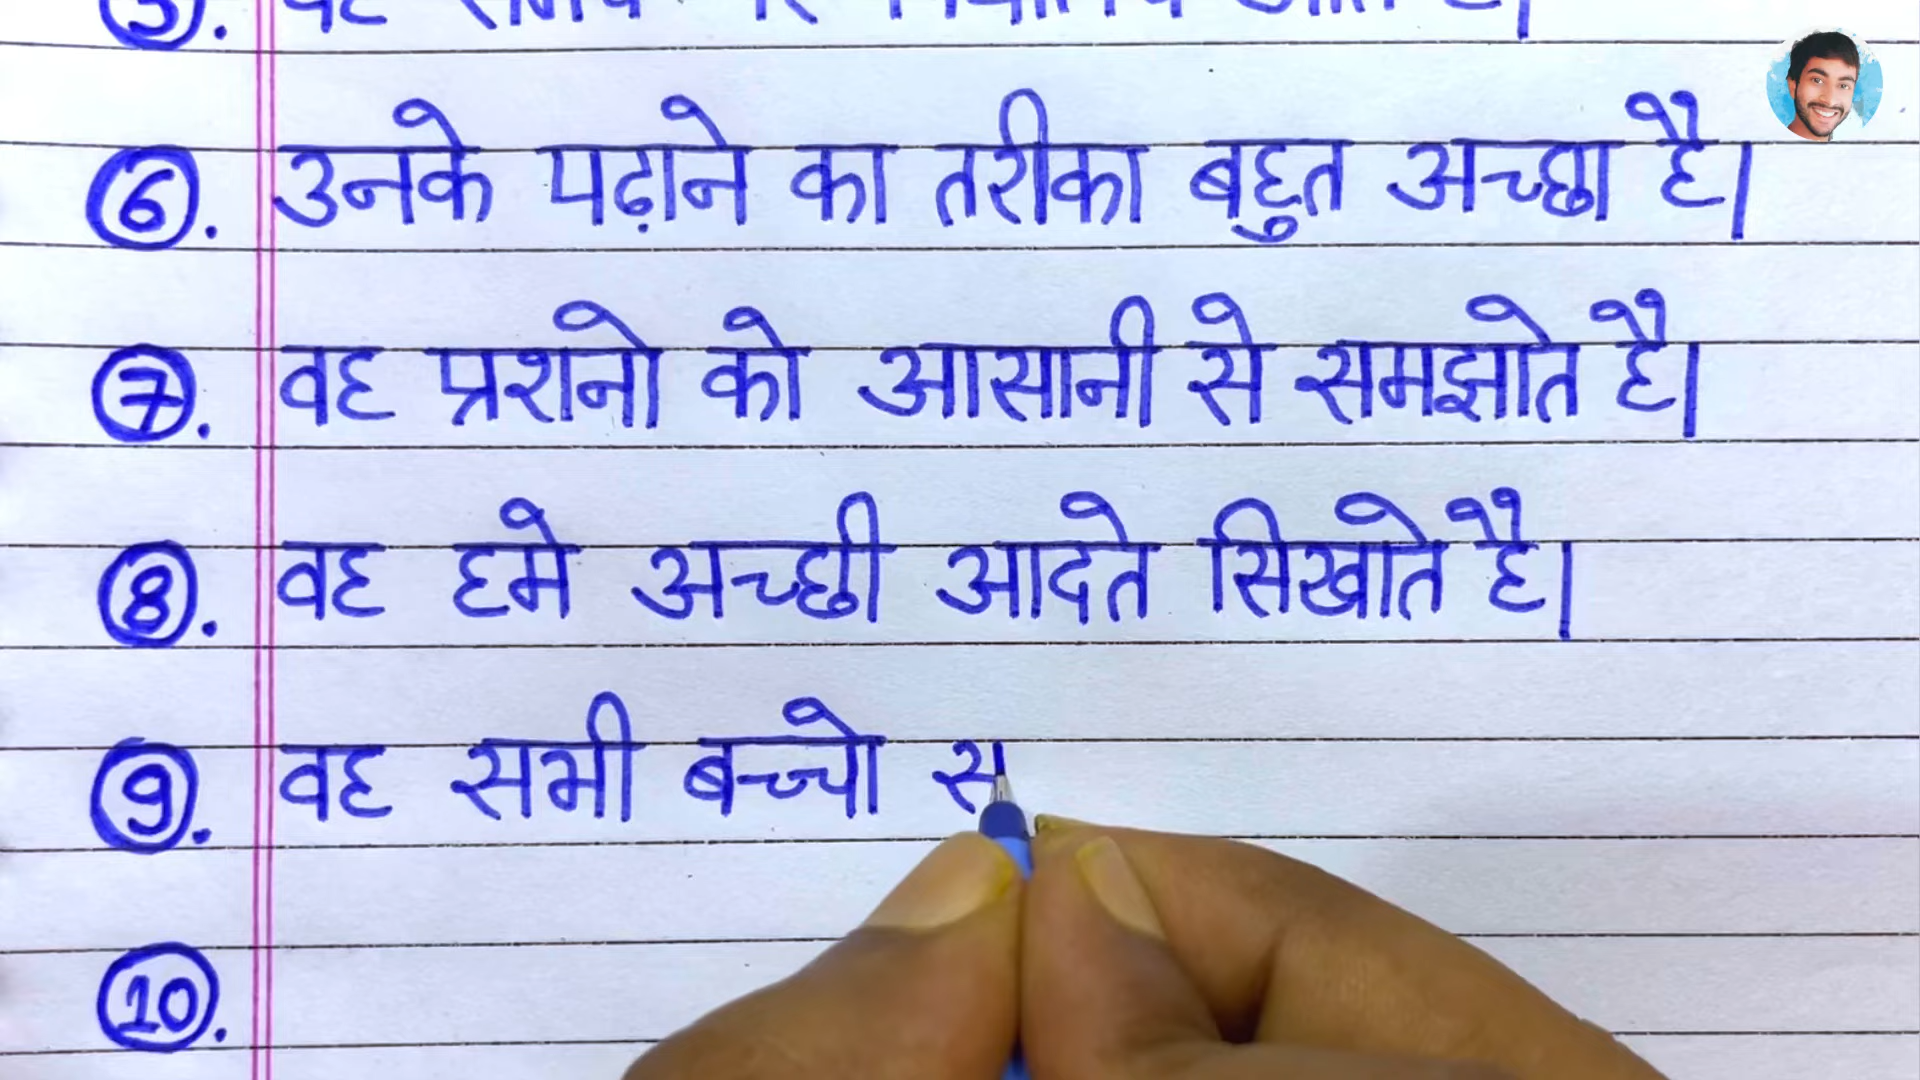 6. उनके पढ़ाने का तरीका बहुत अच्छा है।
7. वह प्रशनो को आसानी से समझाते है।
8. वह हमे अच्छी आदते सिखाते है।
9. वह सभी बच्चो स
10.